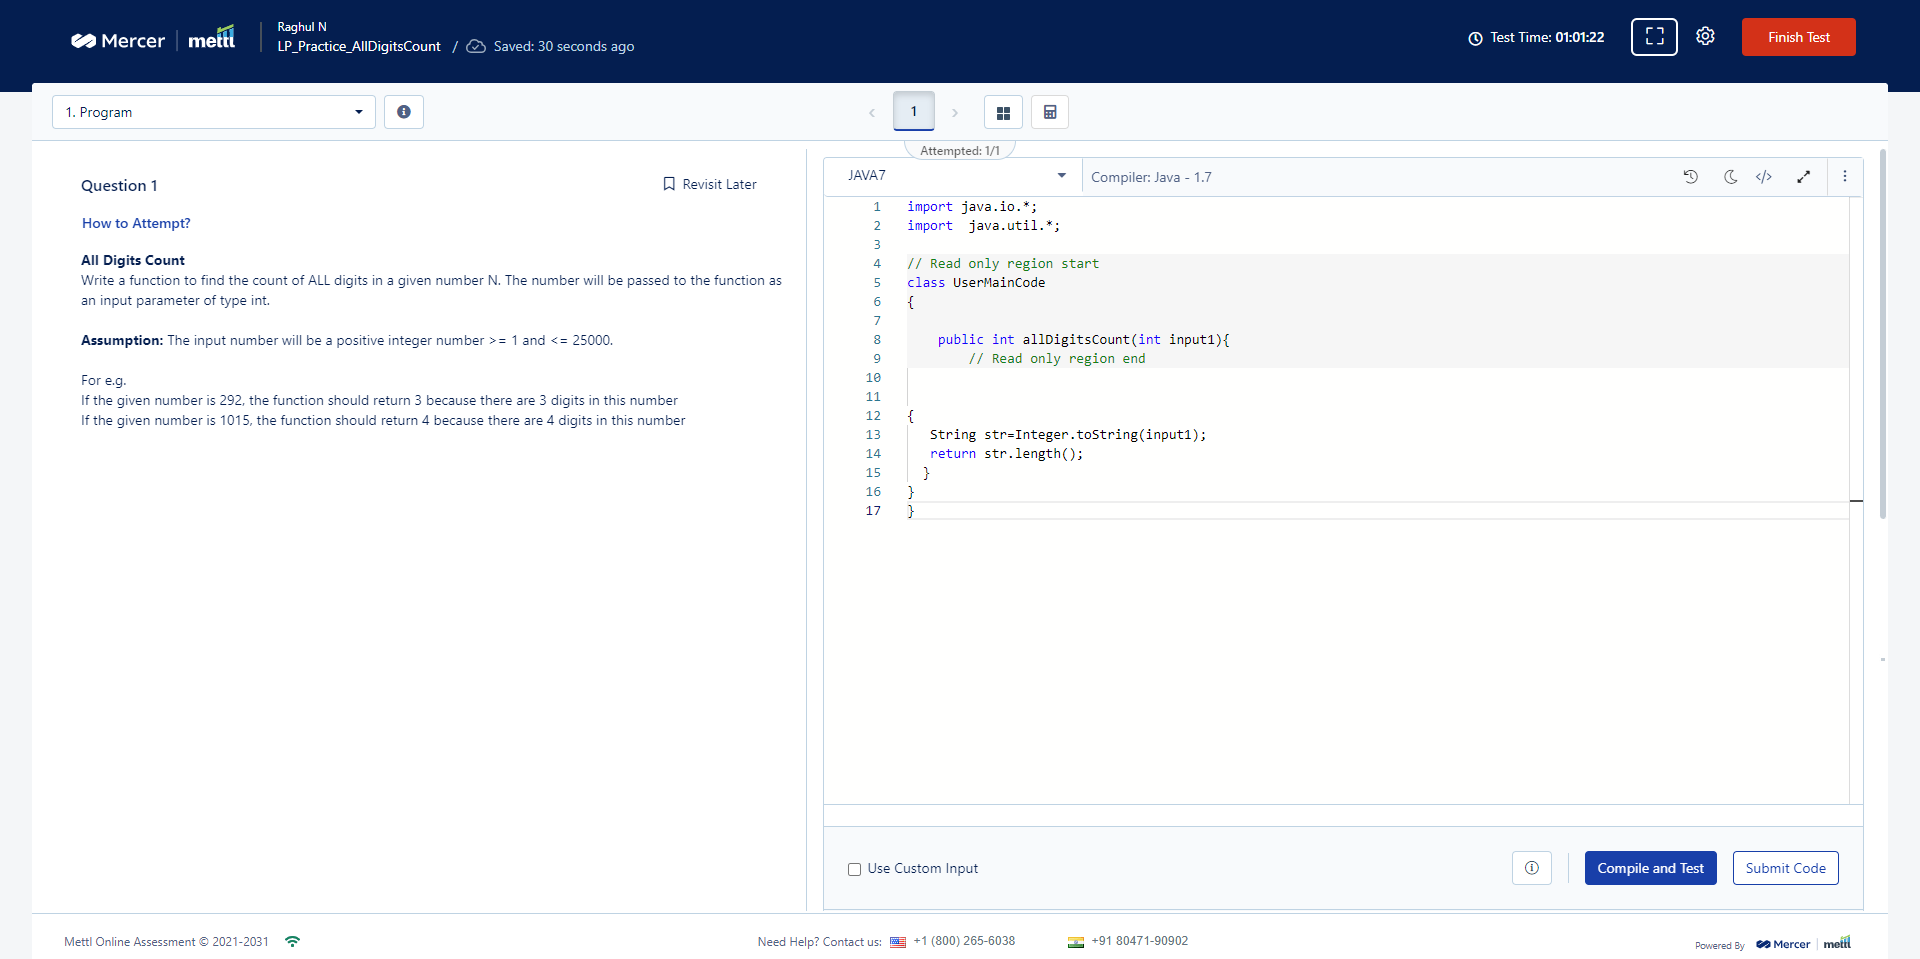 Mercer | mettl
Raghul N
LP_Practice_AllDigitsCount / Saved: 30 seconds ago
Test Time: 01:01:22
Finish Test
1. Program
1
Attempted: 1/1
Question 1
Revisit Later
How to Attempt?
All Digits Count
Write a function to find the count of ALL digits in a given number N. The number will be passed to the function as
an input parameter of type int.
Assumption: The input number will be a positive integer number >= 1 and <= 25000.
For e.g.
If the given number is 292, the function should return 3 because there are 3 digits in this number
If the given number is 1015, the function should return 4 because there are 4 digits in this number
JAVA7
Compiler: Java - 1.7
1 import java.io.*;
2 import  java.util.*;
3
4 // Read only region start
5 class UserMainCode
6 {
7
8     public int allDigitsCount(int input1){
9         // Read only region end
10
11
12 {
13    String str=Integer.toString(input1);
14    return str.length();
15   }
16 }
17 }
Use Custom Input
Compile and Test
Submit Code
Mettl Online Assessment © 2021-2031
Need Help? Contact us: +1 (800) 265-6038
+91 80471-90902
Powered By Mercer | mettl